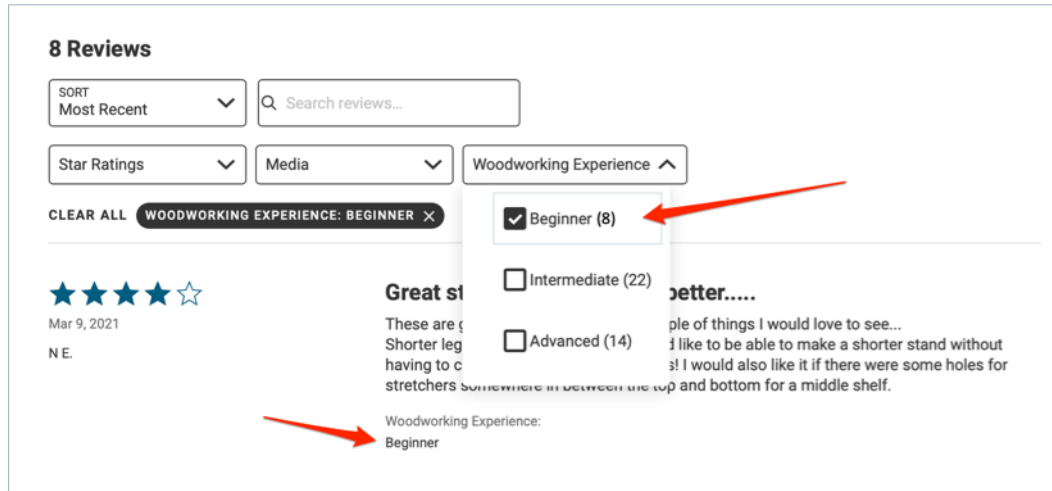 8 Reviews
SORT
Most Recent
Search reviews...
Star Ratings
Media
Woodworking Experience
CLEAR ALL
WOODWORKING EXPERIENCE: BEGINNER ×
Beginner (8)
Intermediate (22)
Advanced (14)
Mar 9, 2021
N E.
Great better.....
These are ple of things I would love to see...
Shorter like to be able to make a shorter stand without
having to s! I would also like it if there were some holes for
stretchers somewhere in between the top and bottom for a middle shelf.
Woodworking Experience:
Beginner